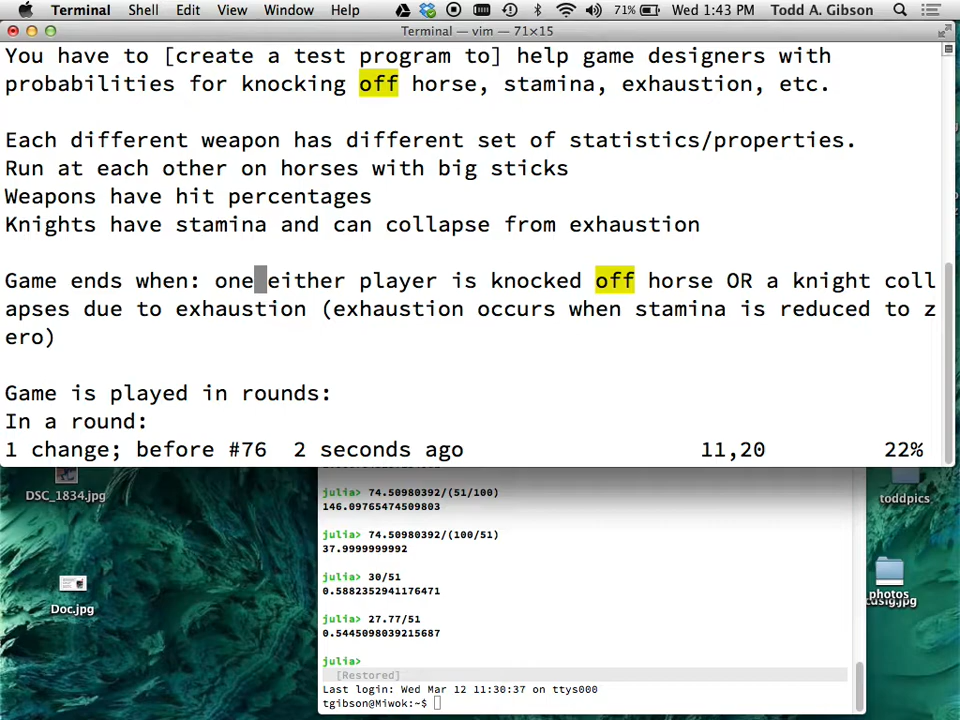 Terminal Shell Edit View Window Help 71% Wed 1:43 PM Todd A. Gibson
Terminal — vim — 71×15
You have to [create a test program to] help game designers with
probabilities for knocking off horse, stamina, exhaustion, etc.
Each different weapon has different set of statistics/properties.
Run at each other on horses with big sticks
Weapons have hit percentages
Knights have stamina and can collapse from exhaustion
Game ends when: one either player is knocked off horse OR a knight coll
apses due to exhaustion (exhaustion occurs when stamina is reduced to z
ero)
Game is played in rounds:
In a round:
1 change; before #76 2 seconds ago 11,20 22%
DSC_1834.jpg
Doc.jpg
julia> 74.50980392/(51/100)
146.09765474509803
julia> 74.50980392/(100/51)
37.9999999992
julia> 30/51
0.5882352941176471
julia> 27.77/51
0.5445098039215687
julia>
[Restored]
Last login: Wed Mar 12 11:30:37 on ttys000
tgibson@Miwok:~$
toddpics
photos